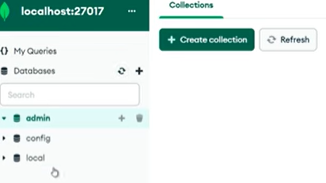 localhost:27017
...
{} My Queries
Databases
Search
admin
config
local
Collections
+ Create collection
Refresh